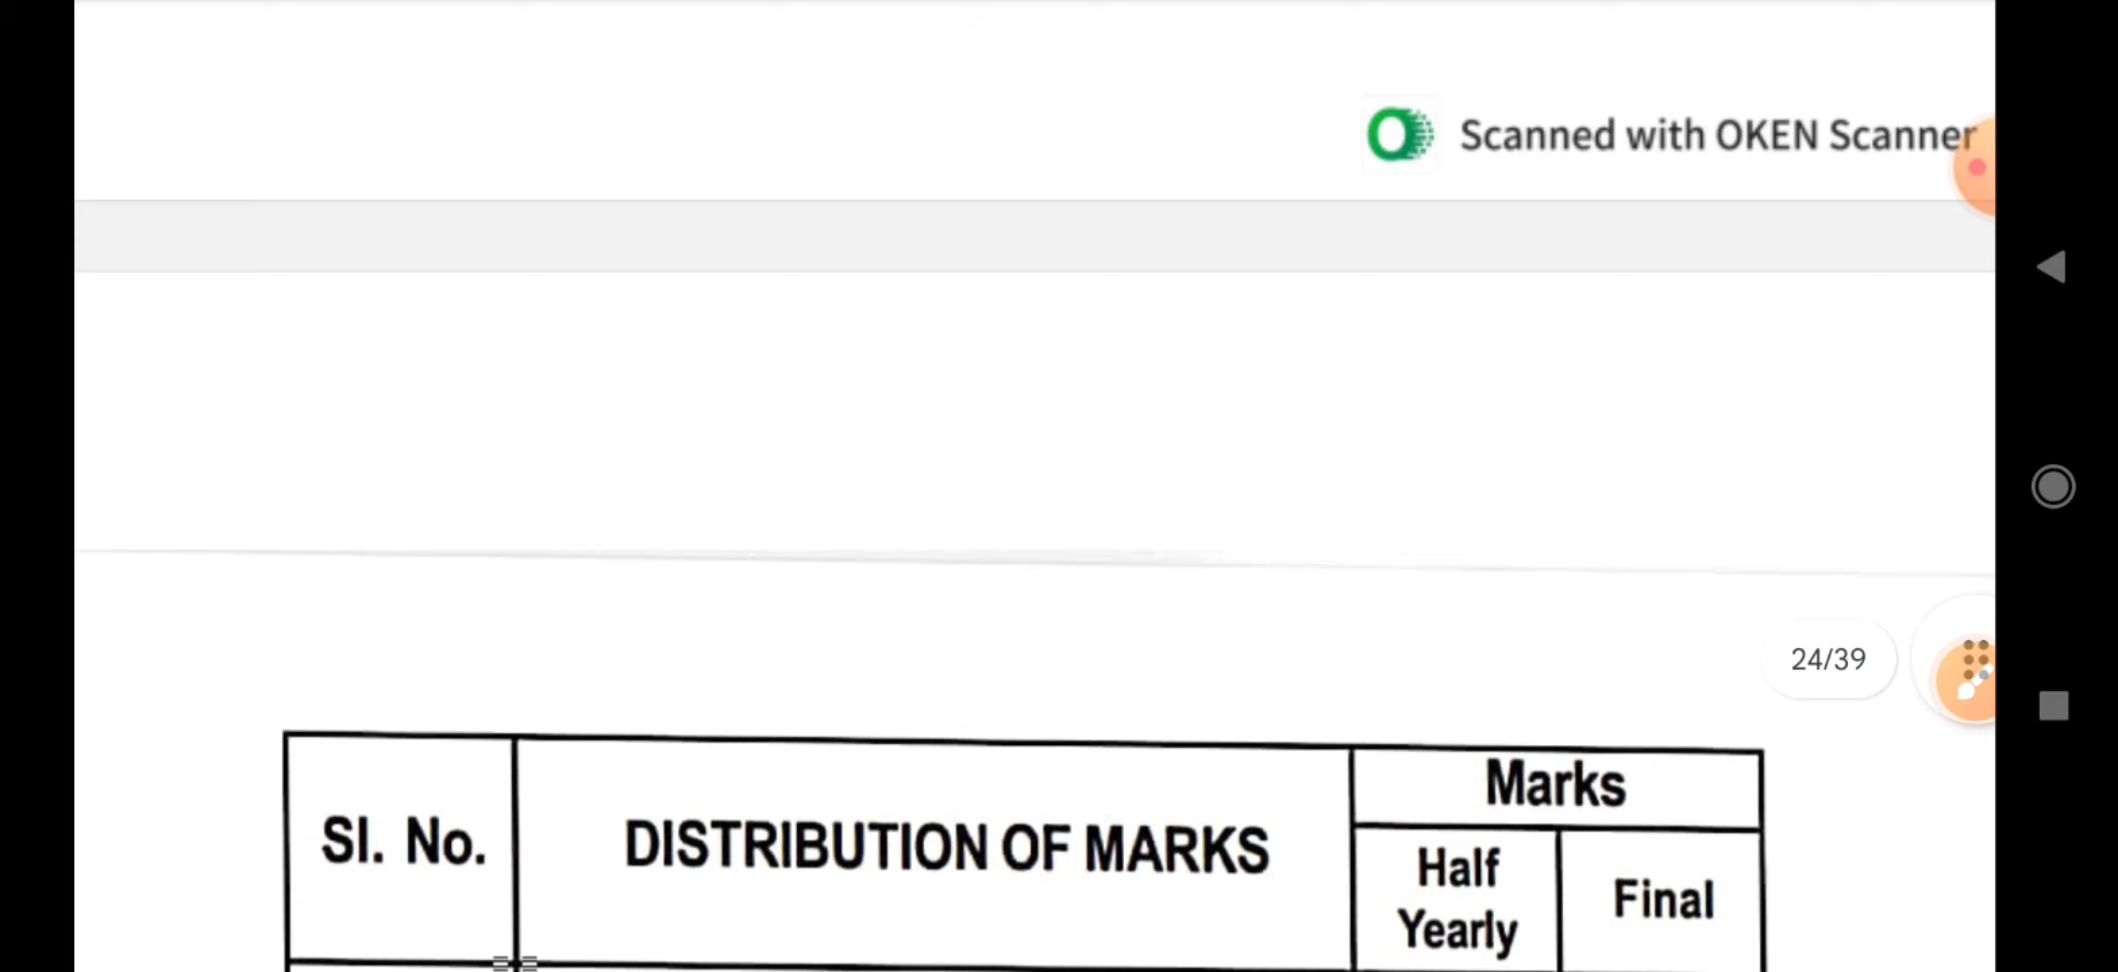 Scanned with OKEN Scanner
24/39
Sl. No.
DISTRIBUTION OF MARKS
Marks
Half
Yearly
Final